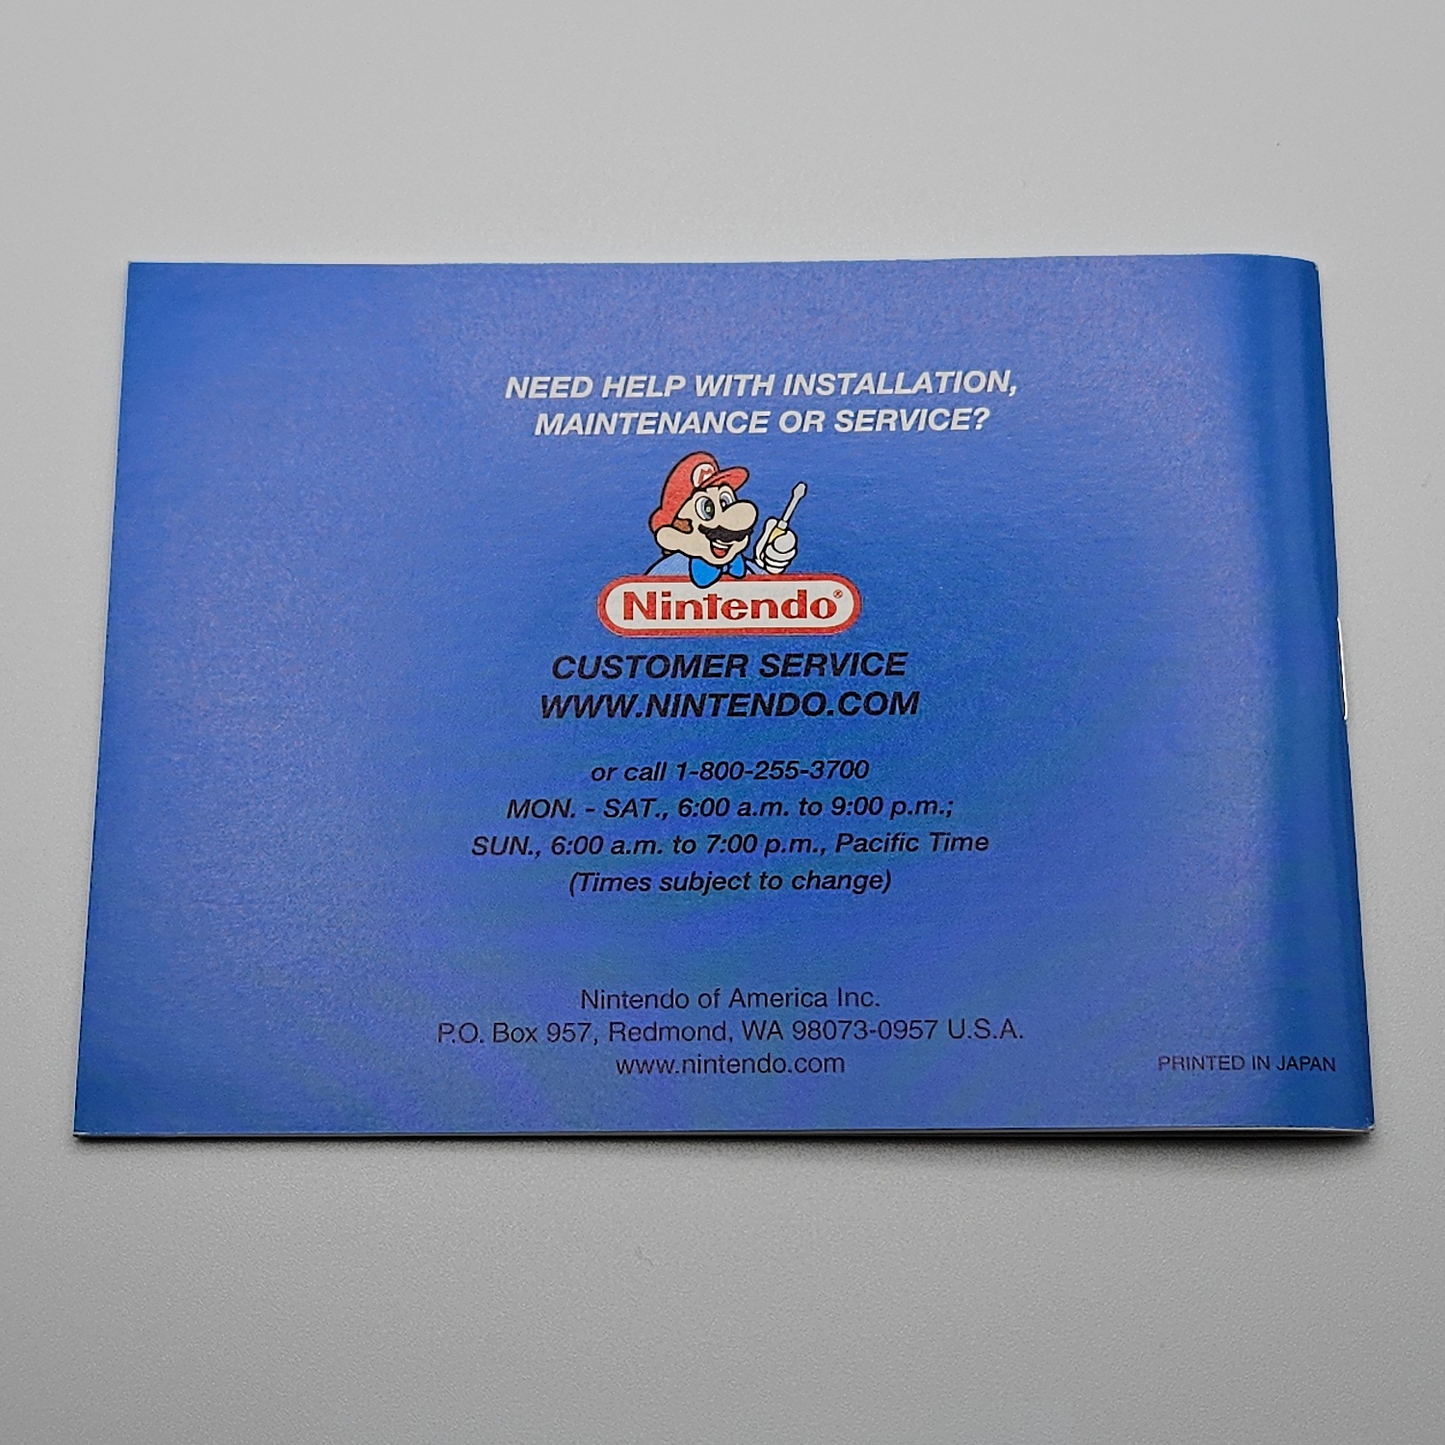 NEED HELP WITH INSTALLATION,
MAINTENANCE OR SERVICE?
M
Nintendo®
CUSTOMER SERVICE
WWW.NINTENDO.COM
or call 1-800-255-3700
MON. - SAT., 6:00 a.m. to 9:00 p.m.;
SUN., 6:00 a.m. to 7:00 p.m., Pacific Time
(Times subject to change)
Nintendo of America Inc.
P.O. Box 957, Redmond, WA 98073-0957 U.S.A.
www.nintendo.com
PRINTED IN JAPAN